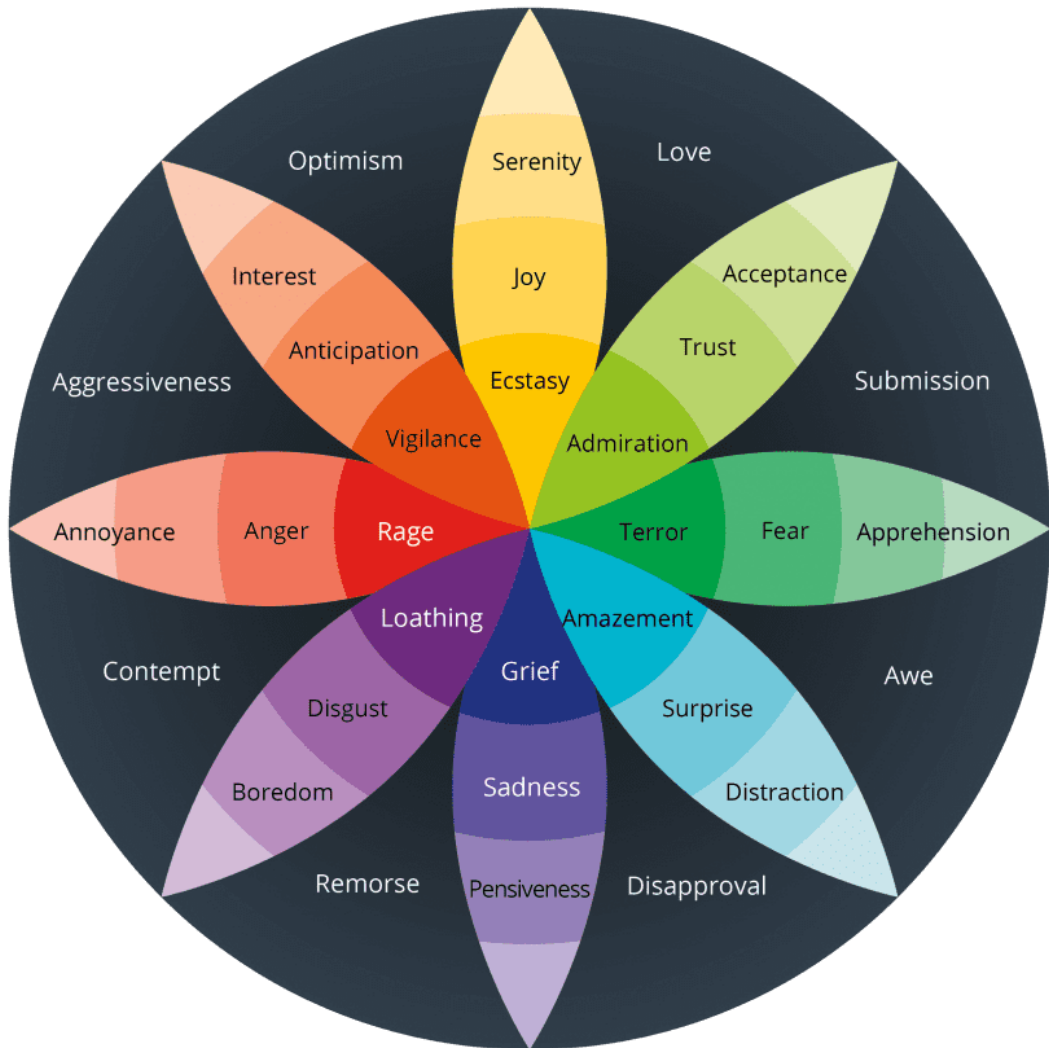 Optimism
Serenity
Love
Interest
Joy
Acceptance
Anticipation
Trust
Aggressiveness
Ecstasy
Submission
Vigilance
Admiration
Annoyance
Anger
Rage
Terror
Fear
Apprehension
Loathing
Amazement
Contempt
Grief
Awe
Disgust
Surprise
Boredom
Sadness
Distraction
Remorse
Pensiveness
Disapproval